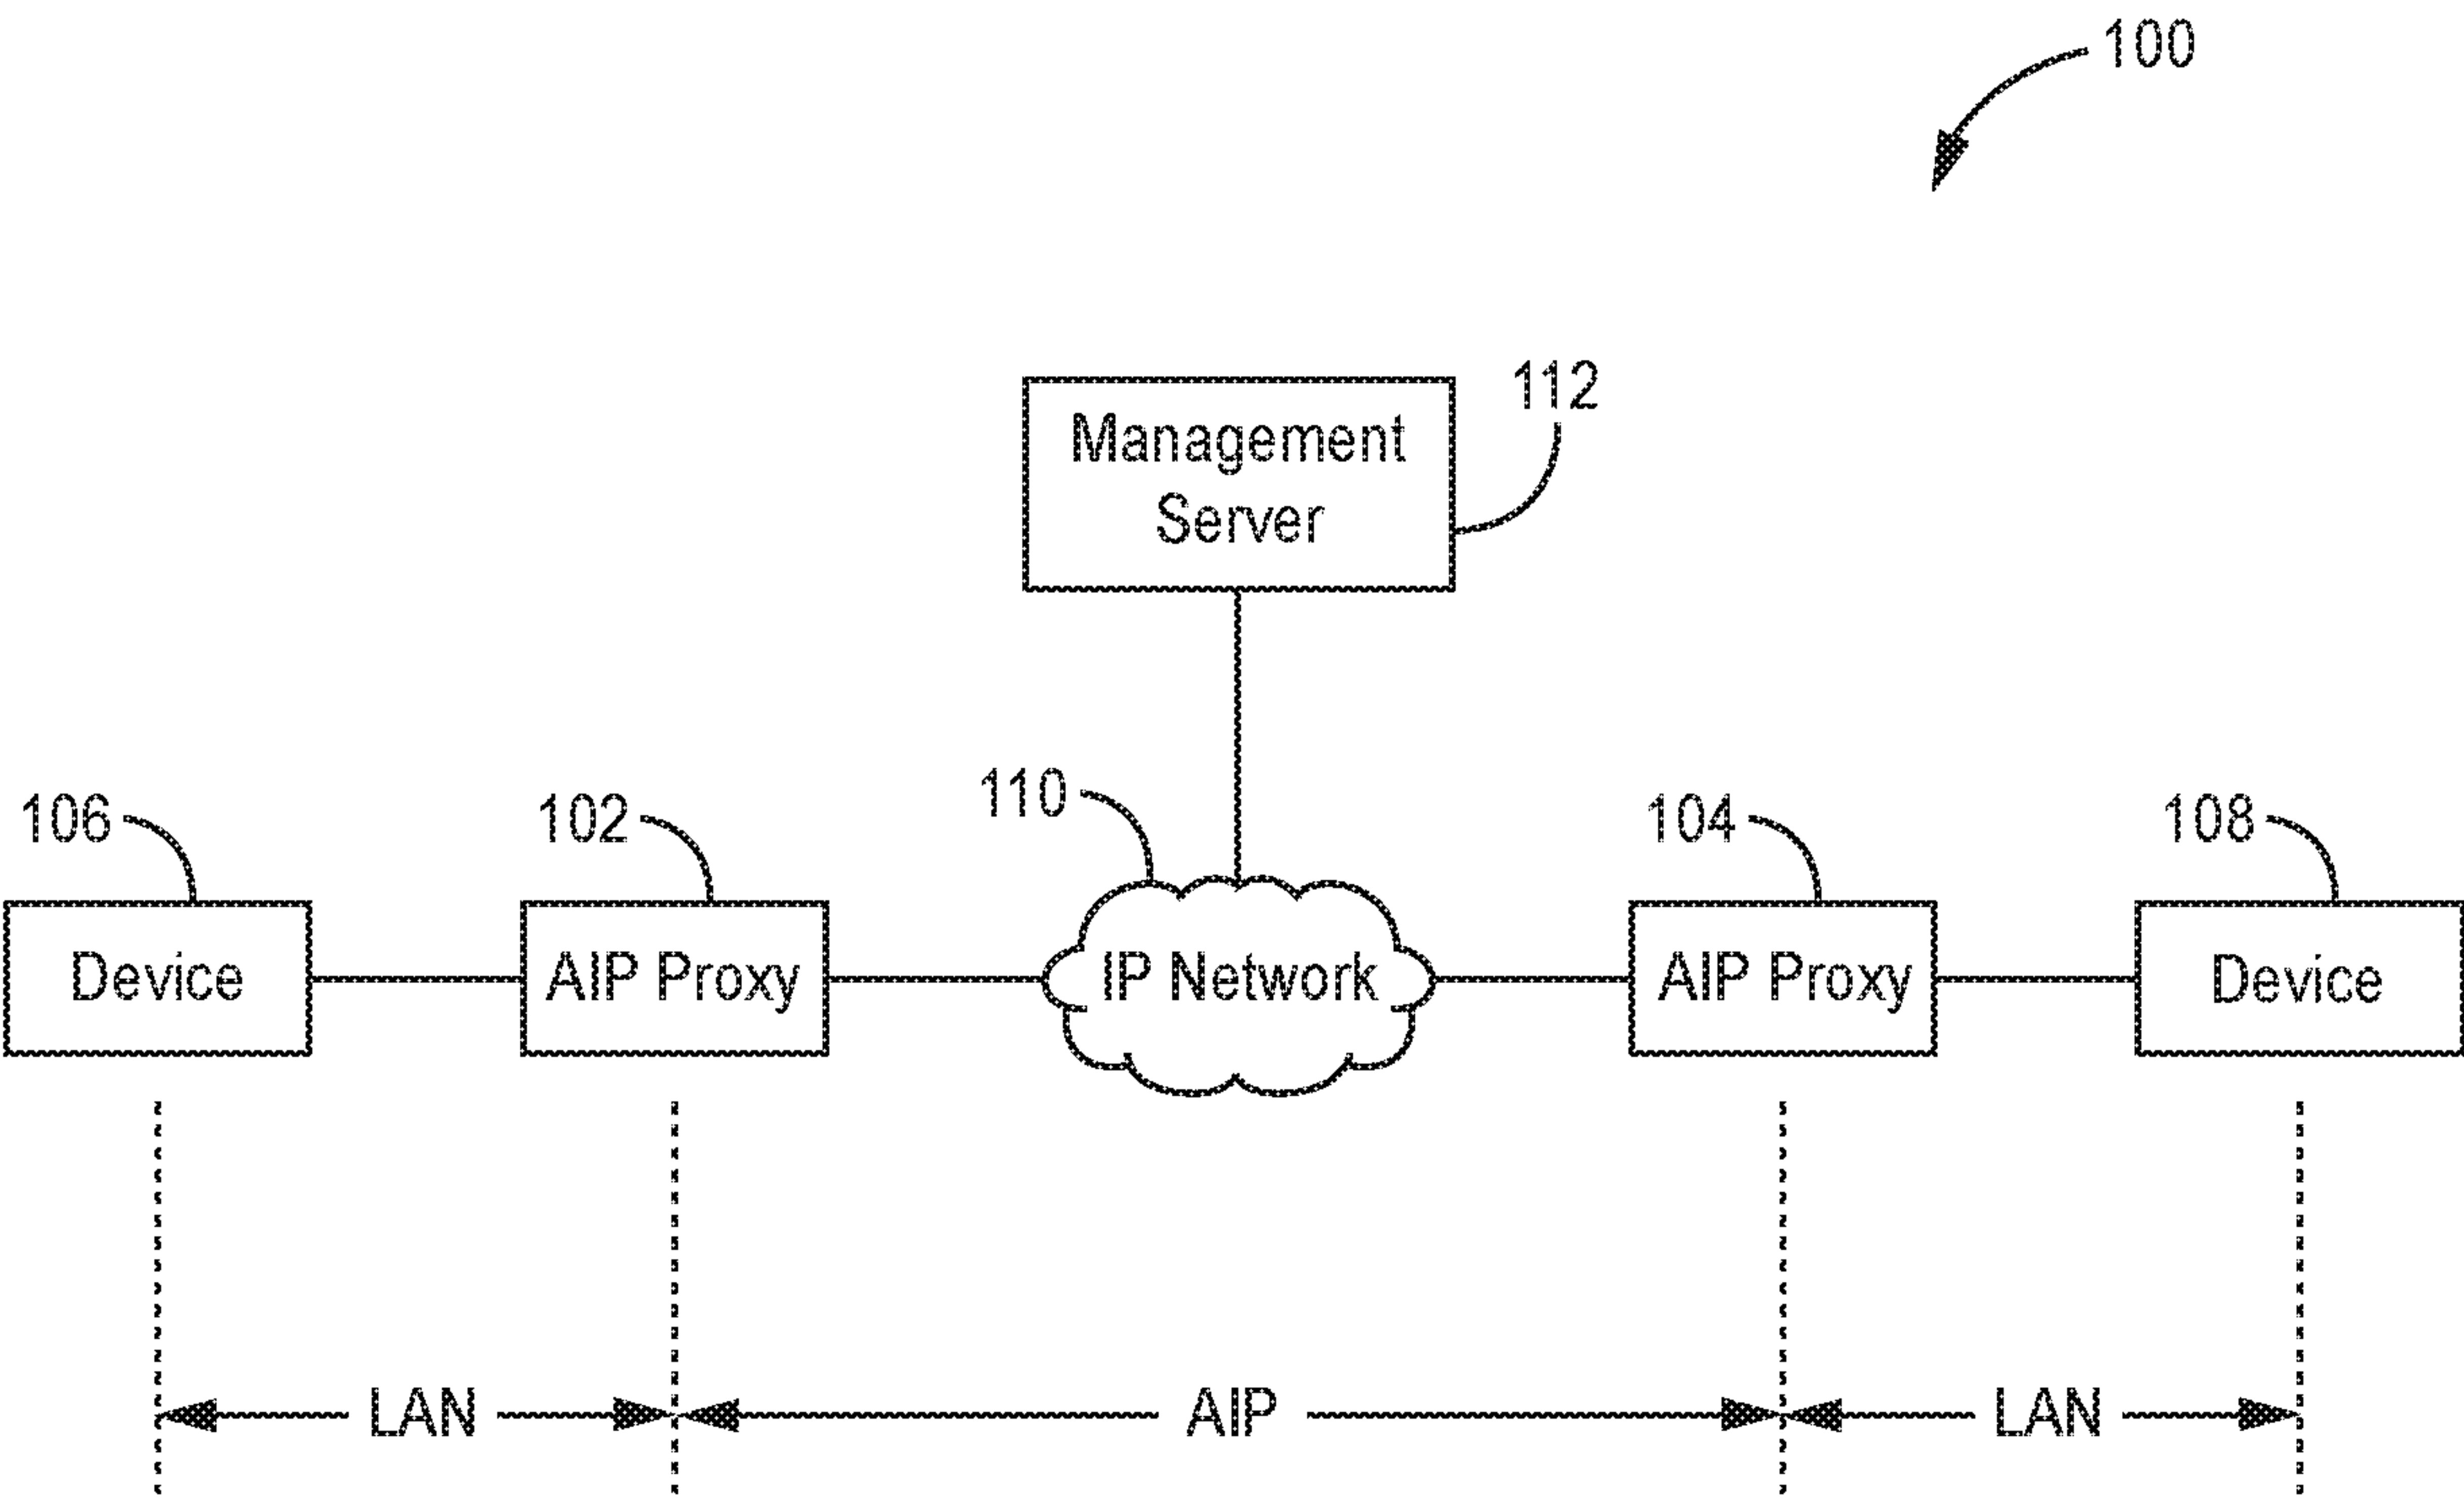 100
112
Management
Server
110
106
102
104
108
Device
AIP Proxy
IP Network
AIP Proxy
Device
LAN
AIP
LAN